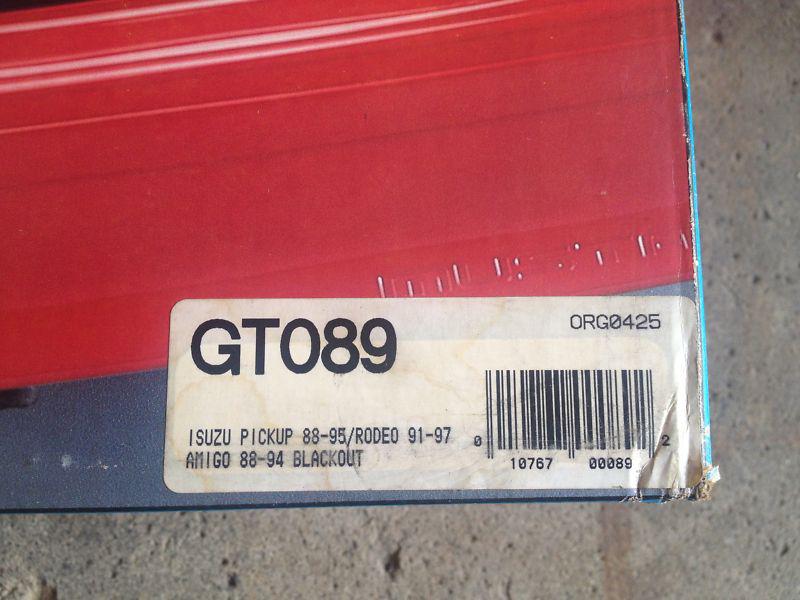 GT089
ORG0425
ISUZU PICKUP 88-95/RODEO 91-97
AMIGO 88-94 BLACKOUT
0 10767 00089 2